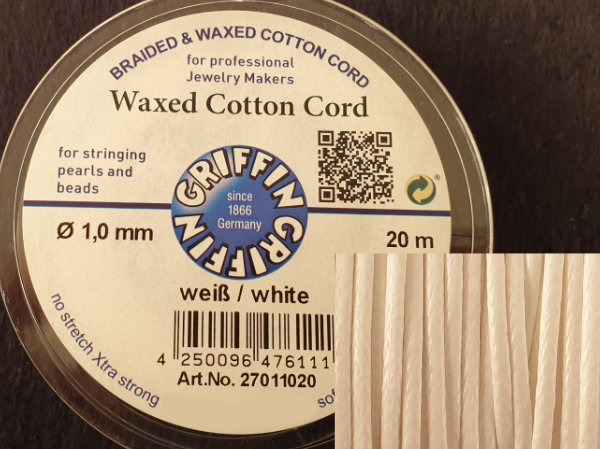 BRAIDED & WAXED COTTON CORD
for professional
Jewelry Makers
Waxed Cotton Cord
for stringing
pearls and
beads
GRIFFIN GRIFFIN
since
1866
Germany
®
Ø 1,0 mm
20 m
weiß / white
4 250096 476111
Art.No. 27011020
no stretch Xtra strong